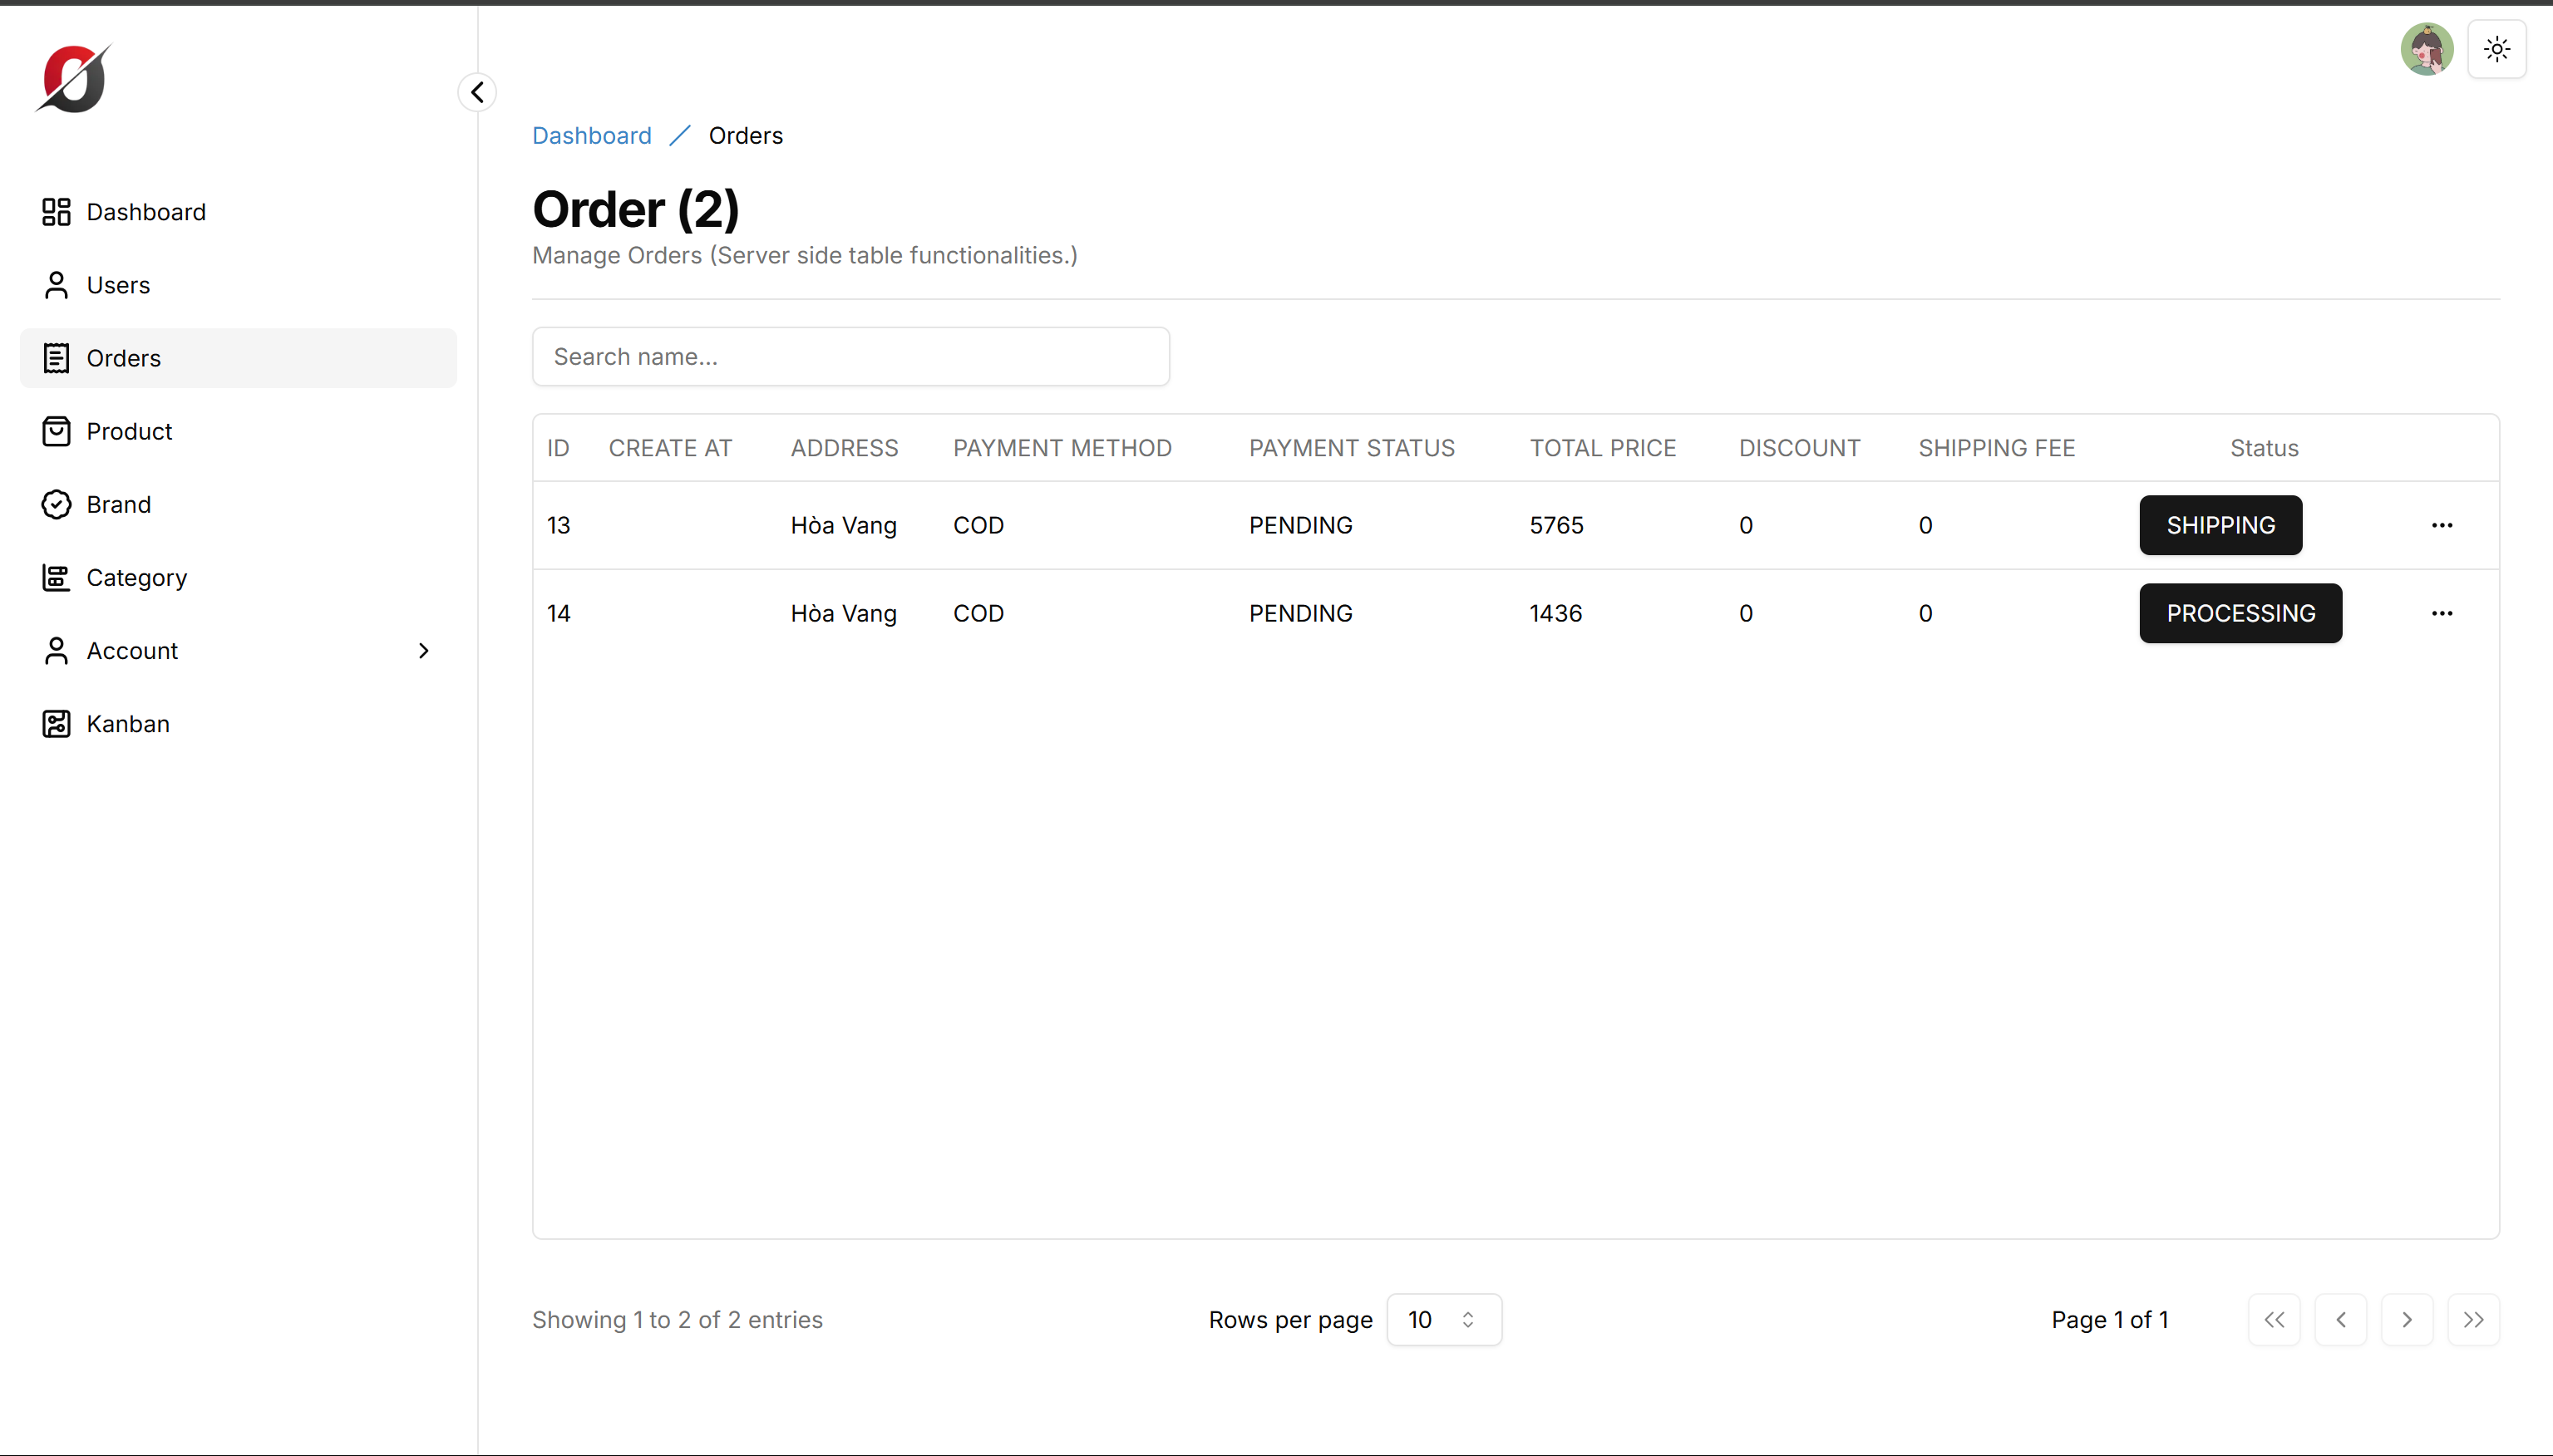 Dashboard
Users
Orders
Product
Brand
Category
Account
Kanban
Dashboard / Orders
Order (2)
Manage Orders (Server side table functionalities.)
Search name...
ID CREATE AT ADDRESS PAYMENT METHOD PAYMENT STATUS TOTAL PRICE DISCOUNT SHIPPING FEE Status
13 Hòa Vang COD PENDING 5765 0 0 SHIPPING
14 Hòa Vang COD PENDING 1436 0 0 PROCESSING
Showing 1 to 2 of 2 entries Rows per page 10 Page 1 of 1